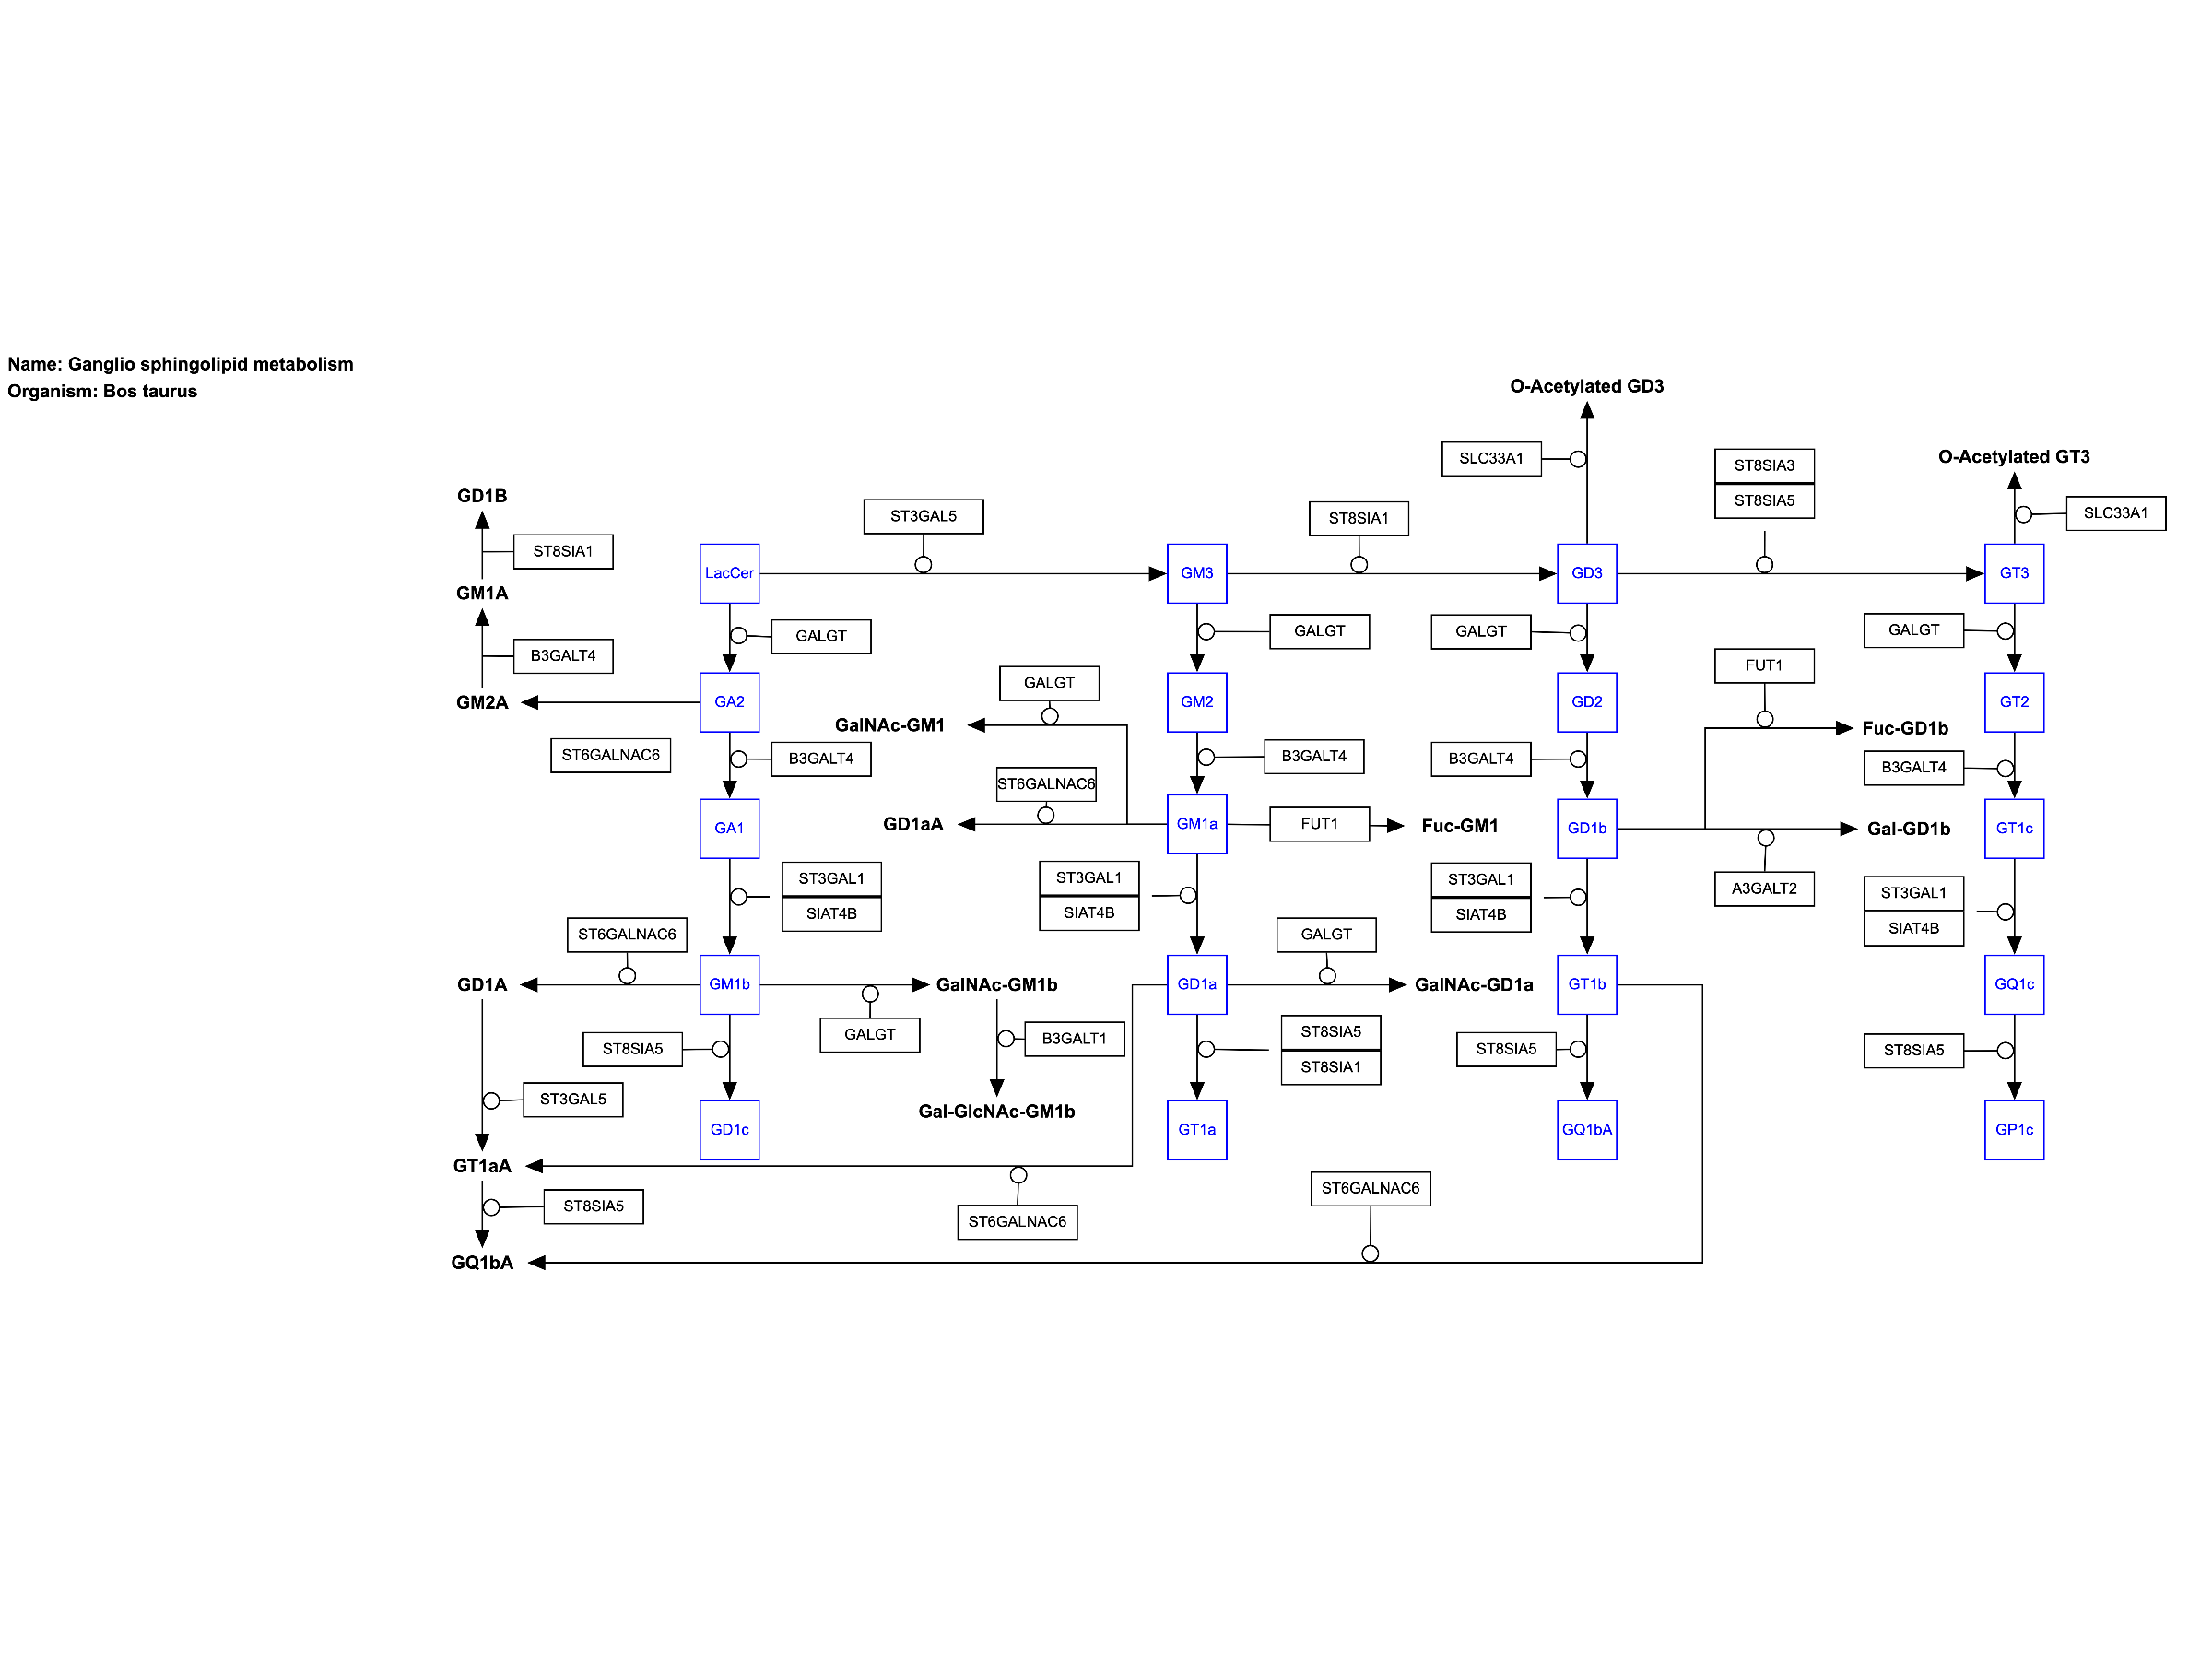 Name: Ganglio sphingolipid metabolism
Organism: Bos taurus
O-Acetylated GD3
SLC33A1
ST8SIA3
O-Acetylated GT3
ST8SIA5
GD1B
ST3GAL5
ST8SIA1
SLC33A1
ST8SIA1
LacCer
GM3
GD3
GT3
GM1A
GALGT
GALGT
GALGT
GALGT
B3GALT4
FUT1
GALGT
GM2A
GA2
GM2
GD2
GT2
GalNAc-GM1
Fuc-GD1b
ST6GALNAC6
B3GALT4
B3GALT4
B3GALT4
B3GALT4
ST6GALNAC6
GD1aA
GA1
GM1a
FUT1
Fuc-GM1
GD1b
Gal-GD1b
GT1c
ST3GAL1
ST3GAL1
ST3GAL1
A3GALT2
ST3GAL1
SIAT4B
SIAT4B
SIAT4B
SIAT4B
ST6GALNAC6
GALGT
GD1A
GM1b
GalNAc-GM1b
GD1a
GalNAc-GD1a
GT1b
GQ1c
GALGT
B3GALT1
ST8SIA5
ST8SIA5
ST8SIA5
ST8SIA5
ST8SIA1
ST3GAL5
Gal-GlcNAc-GM1b
GD1c
GT1a
GQ1bA
GP1c
GT1aA
ST6GALNAC6
ST8SIA5
ST6GALNAC6
GQ1bA